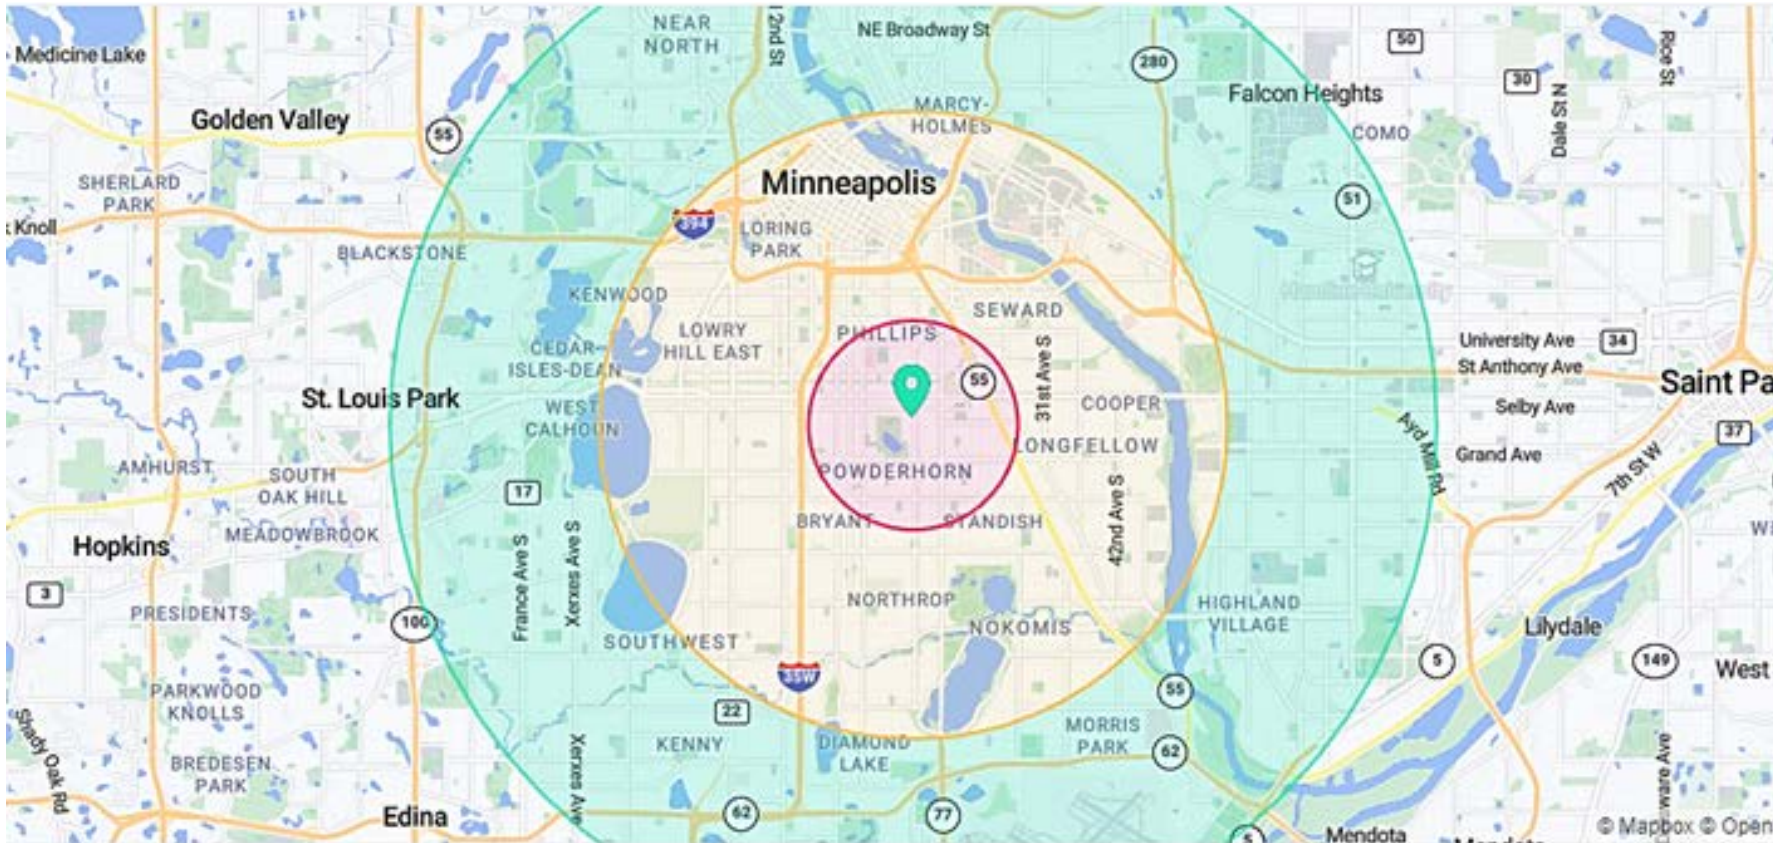 NEAR
NORTH
2nd St
NE Broadway St
280
50
30
Rice St
Dale St N
Medicine Lake
Golden Valley
55
MARCY-
HOLMES
Falcon Heights
COMO
SHERLARD
PARK
Minneapolis
51
Knoll
BLACKSTONE
394
LORING
PARK
KENWOOD
SEWARD
LOWRY
HILL EAST
PHILLIPS
University Ave
34
St Anthony Ave
CEDAR-
ISLES-DEAN
55
31st Ave S
Saint Pa
St. Louis Park
WEST
CALHOUN
COOPER
Selby Ave
Ayd Mill Rd
37
LONGFELLOW
Grand Ave
AMHURST
SOUTH
OAK HILL
POWDERHORN
7th St W
17
MEADOWBROOK
BRYANT
STANDISH
42nd Ave S
Hopkins
France Ave S
Xerxes Ave S
3
PRESIDENTS
100
NORTHROP
NOKOMIS
HIGHLAND
VILLAGE
Lilydale
SOUTHWEST
35W
5
149
West
PARKWOOD
KNOLLS
22
55
Shady Oak Rd
KENNY
DIAMOND
LAKE
MORRIS
PARK
62
BREDESEN
PARK
Xerxes Ave
ware Ave
Edina
62
77
5
Mendota
© Mapbox © Open